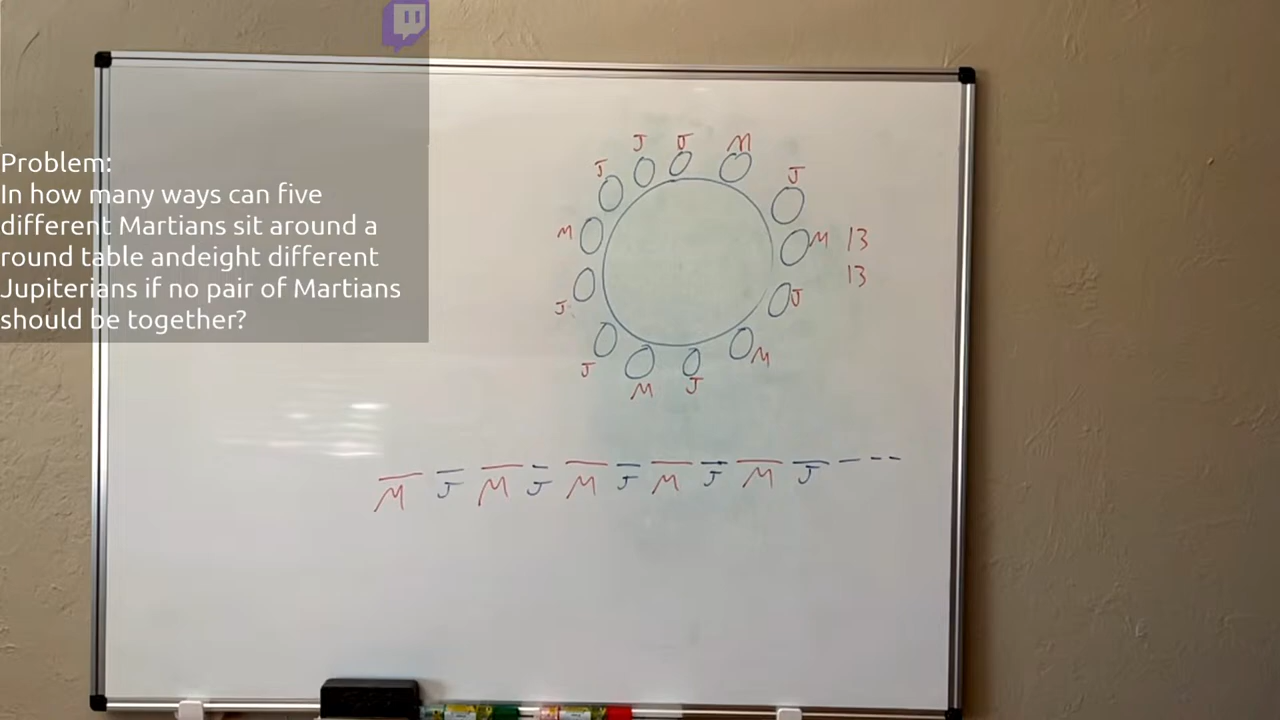 Problem:
In how many ways can five
different Martians sit around a
round table andeight different
Jupiterians if no pair of Martians
should be together?
J J J M
J
M
M 13
J
13
J
J
M
M J
M J M J M J M J M J